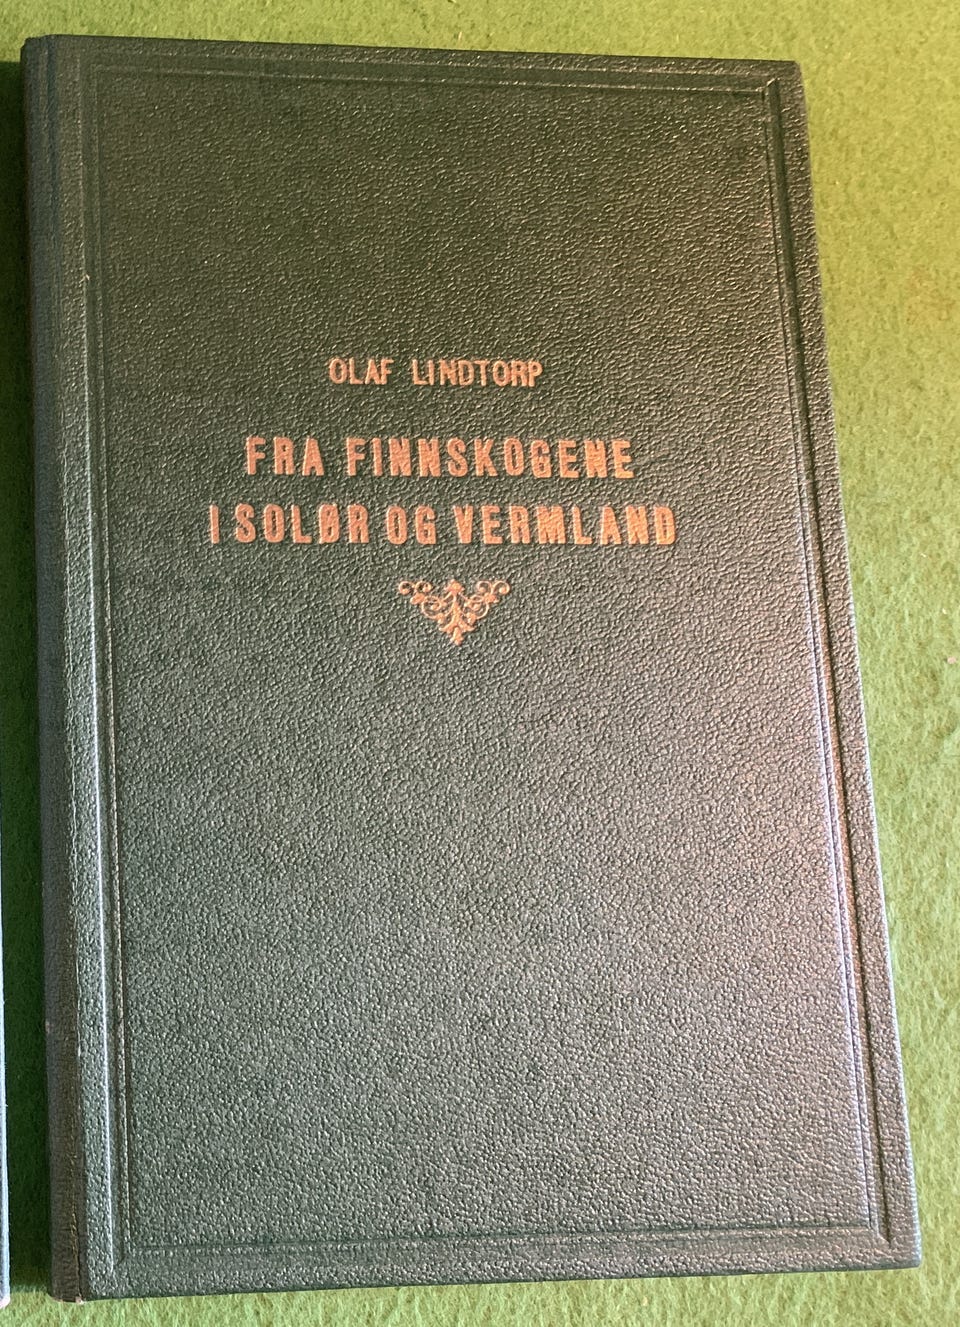 OLAF LINDTORP
FRA FINNSKOGENE
I SOLØR OG VERMLAND